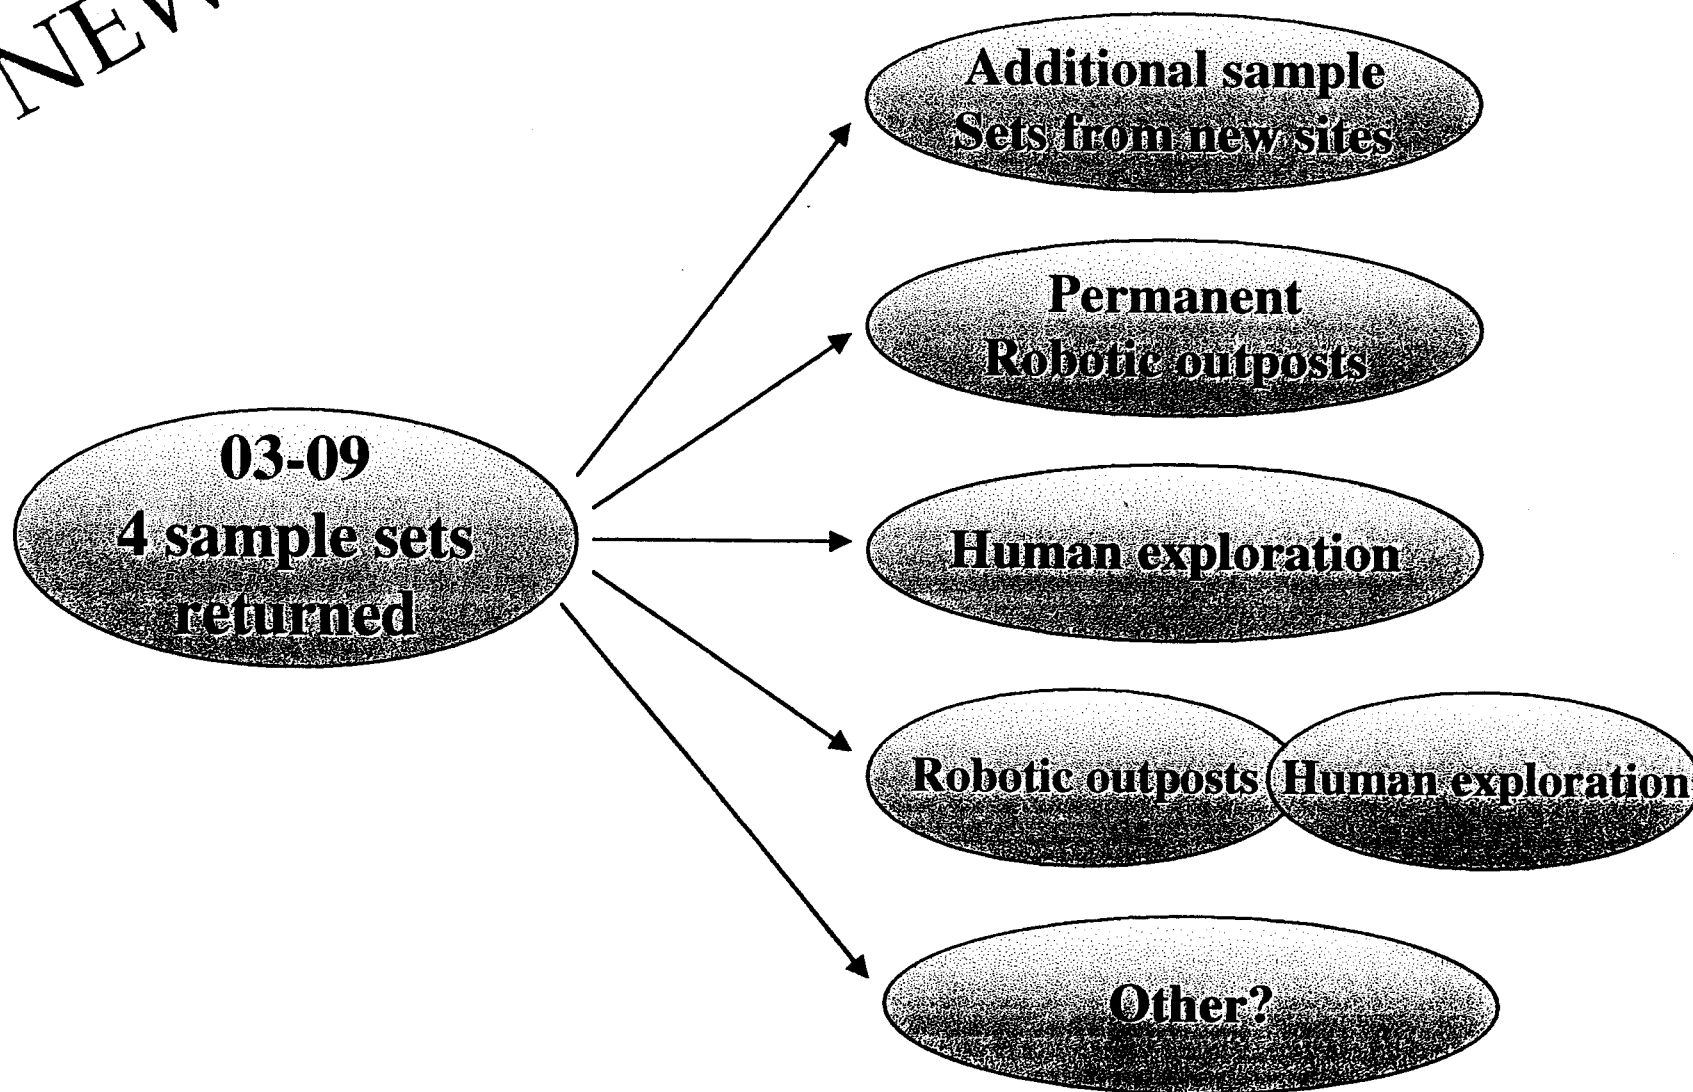 NEW
03-09
4 sample sets
returned
Additional sample
Sets from new sites
Permanent
Robotic outposts
Human exploration
Robotic outposts
Human exploration
Other?